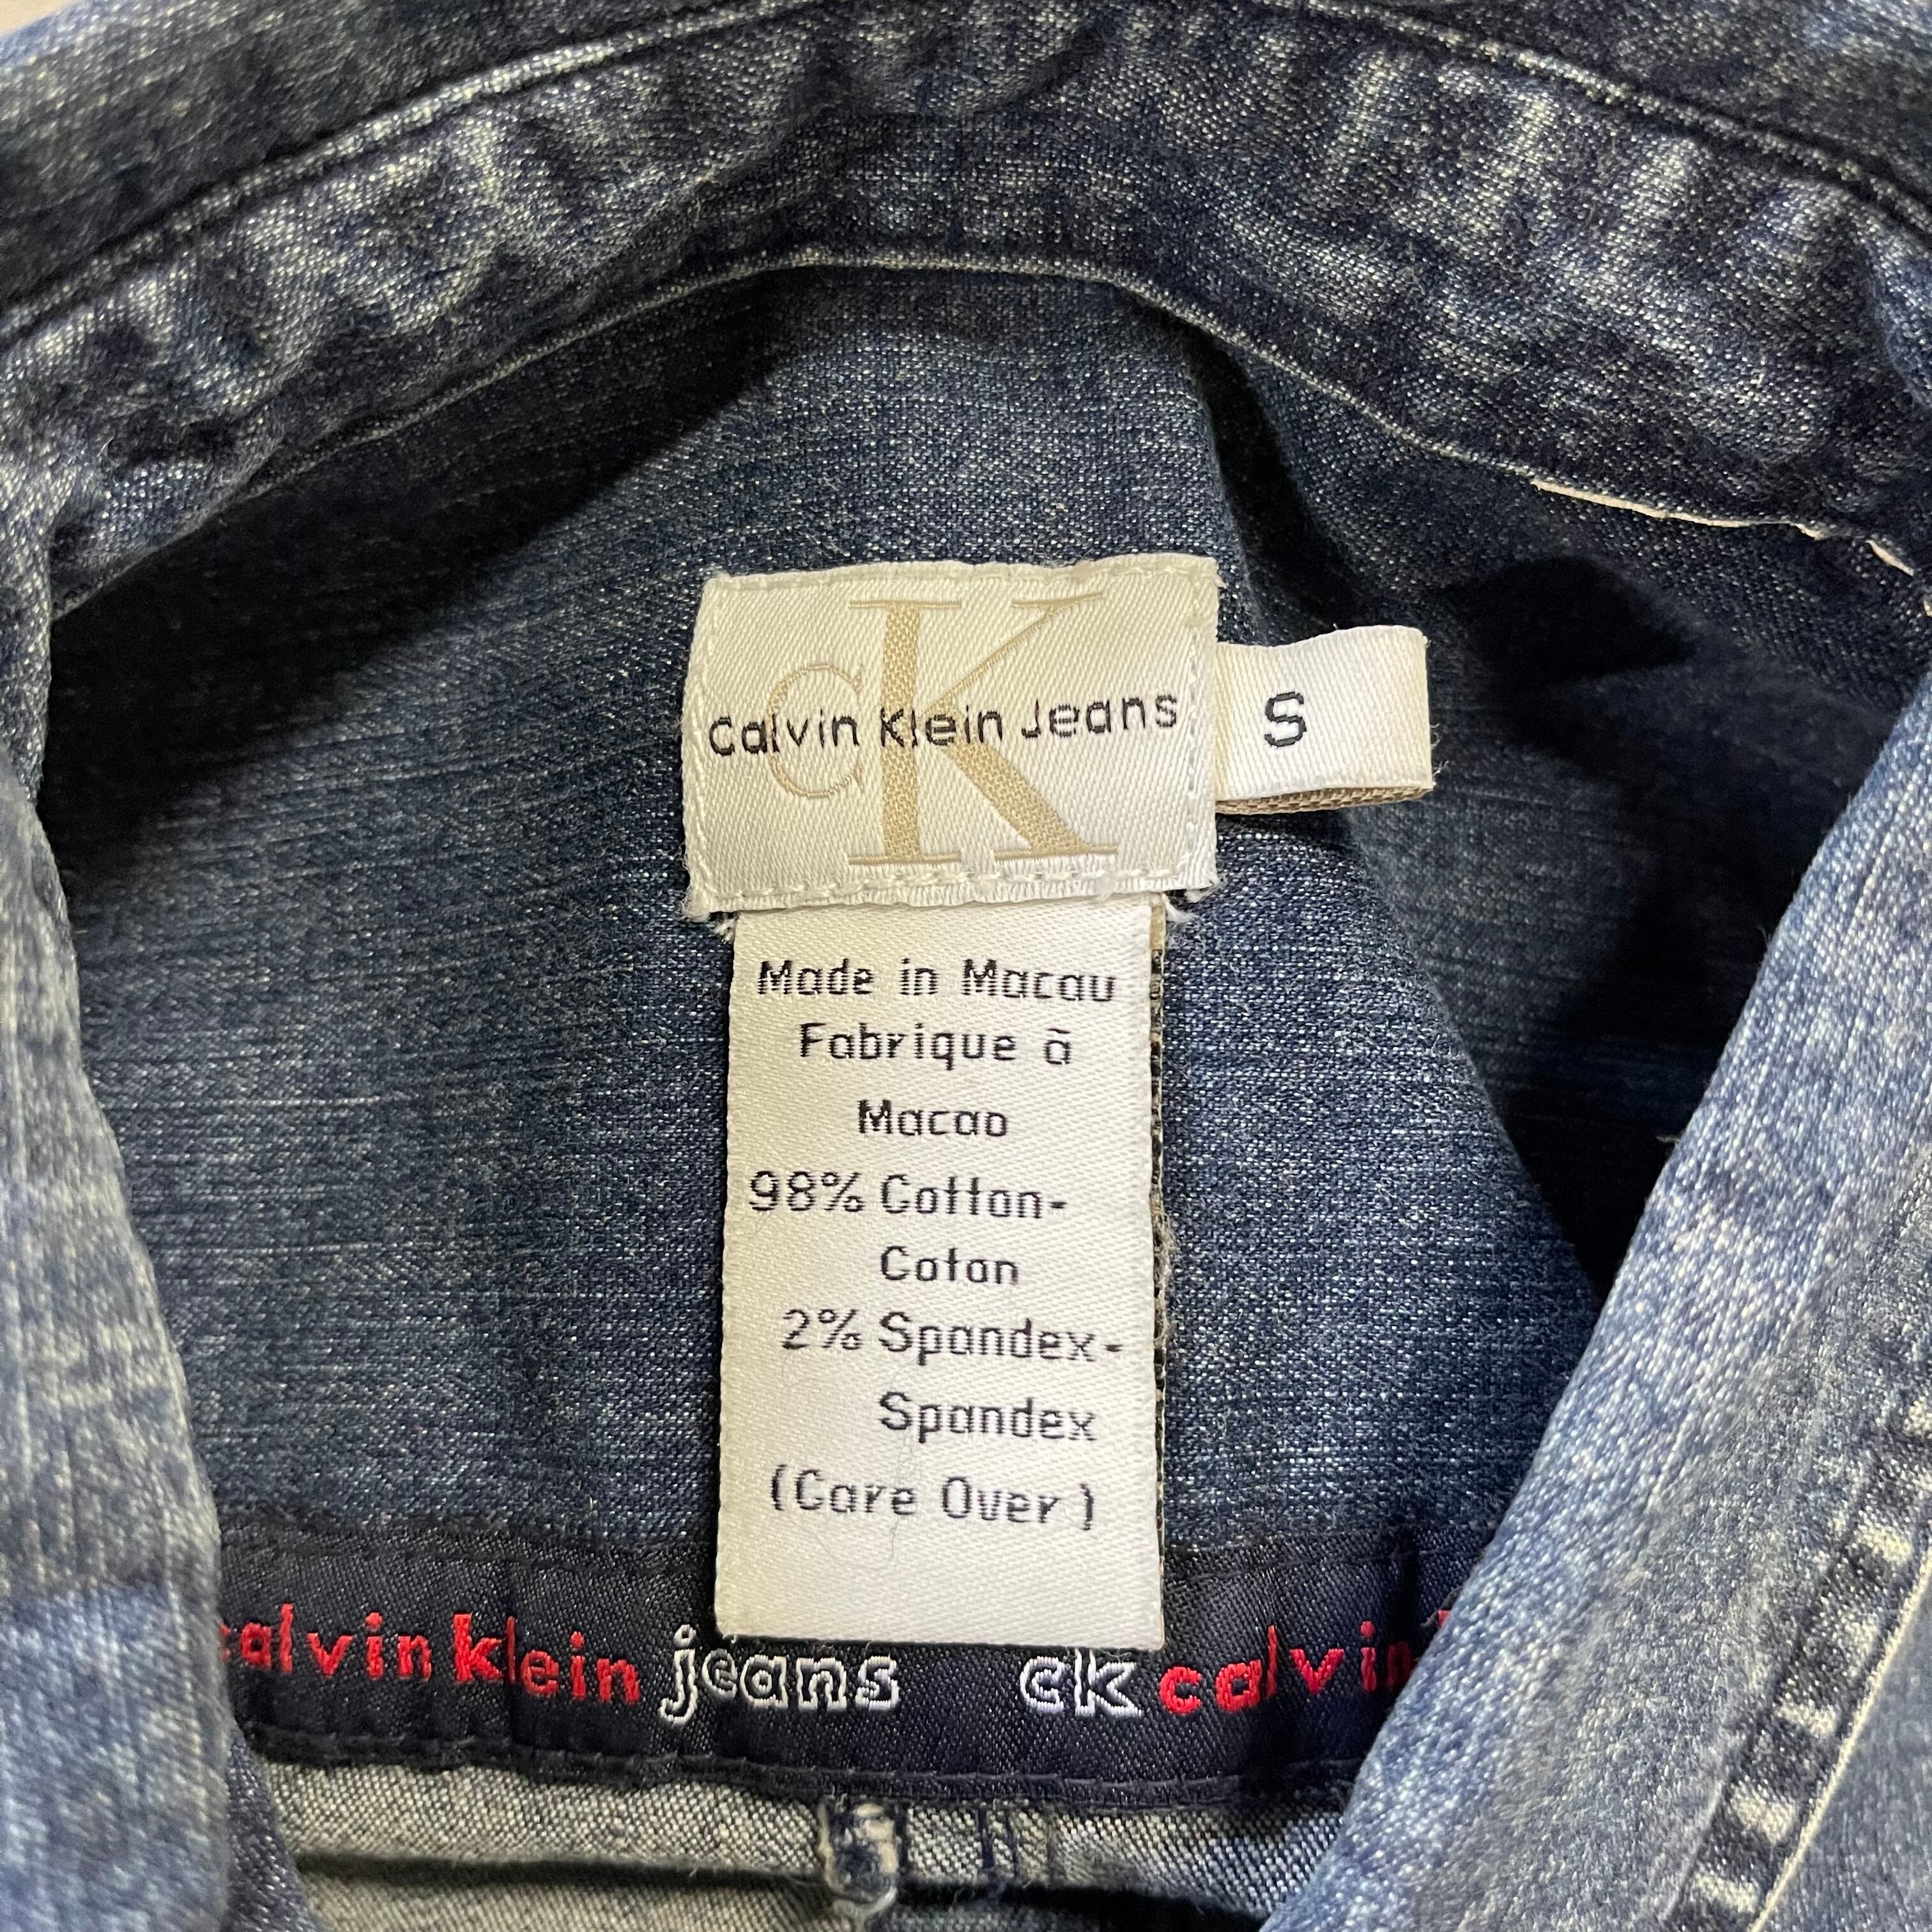 CK
Calvin Klein Jeans
S
Made in Macau
Fabrique à
Macao
98% Cotton-
Coton
2% Spandex-
Spandex
(Care Over)
calvin klein jeans ck calvin